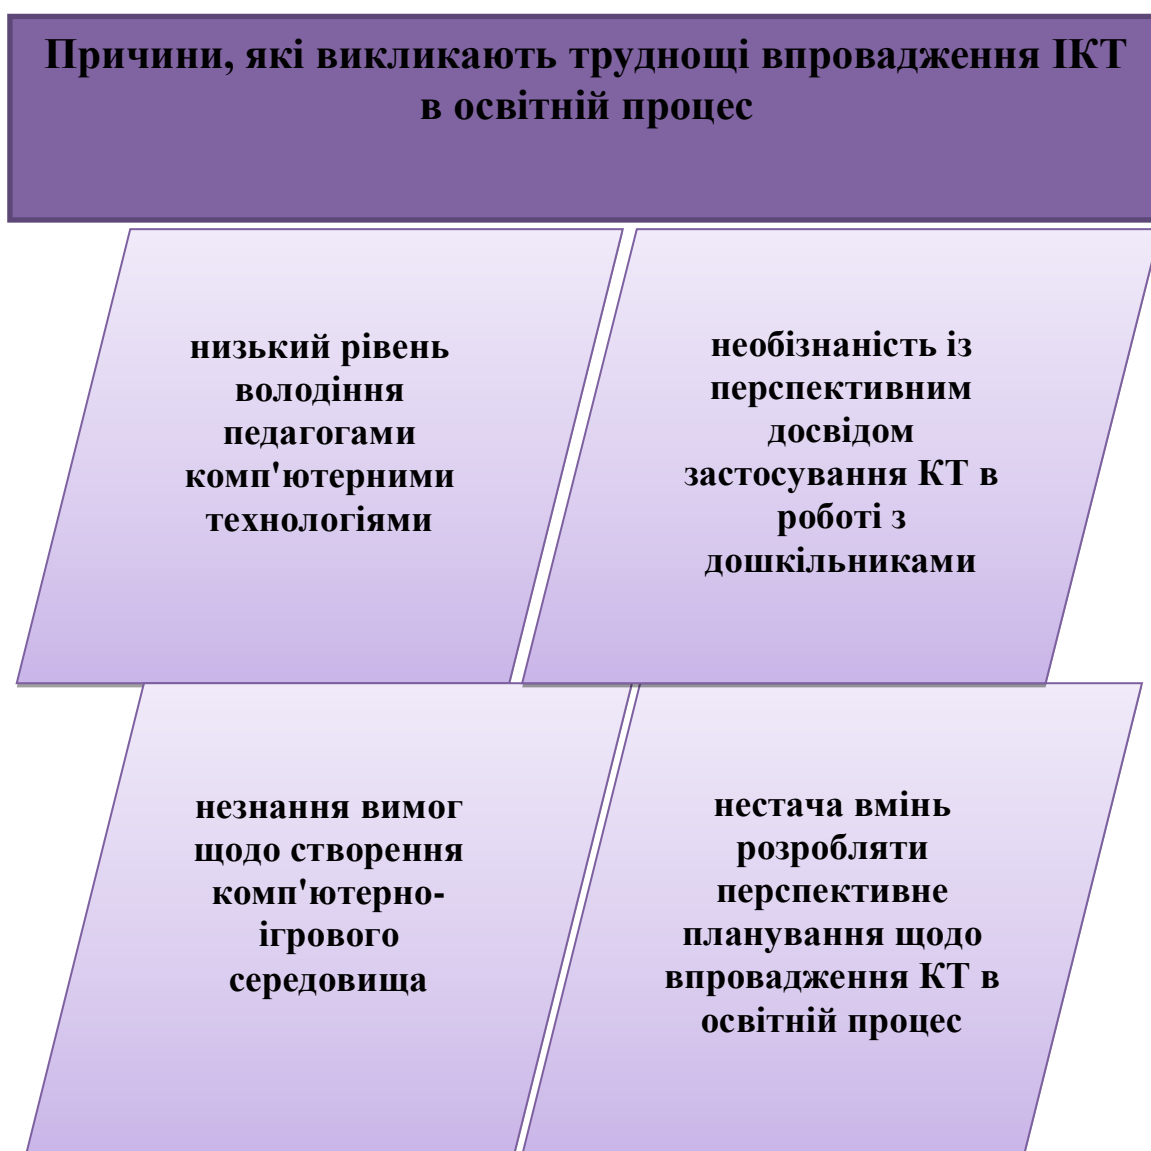 Причини, які викликають труднощі впровадження ІКТ
в освітній процес
низький рівень
володіння
педагогами
комп'ютерними
технологіями
необізнаність із
перспективним
досвідом
застосування КТ в
роботі з
дошкільниками
незнання вимог
щодо створення
комп'ютерно-
ігрового
середовища
нестача вмінь
розробляти
перспективне
планування щодо
впровадження КТ в
освітній процес